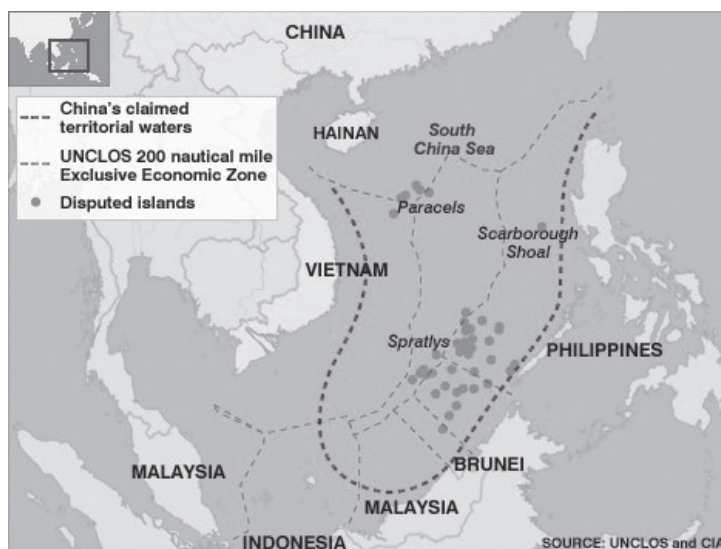 CHINA
China's claimed
territorial waters
UNCLOS 200 nautical mile
Exclusive Economic Zone
Disputed islands
HAINAN
South
China Sea
Paracels
Scarborough
Shoal
VIETNAM
Spratlys
PHILIPPINES
MALAYSIA
BRUNEI
MALAYSIA
INDONESIA
SOURCE: UNCLOS and CIA